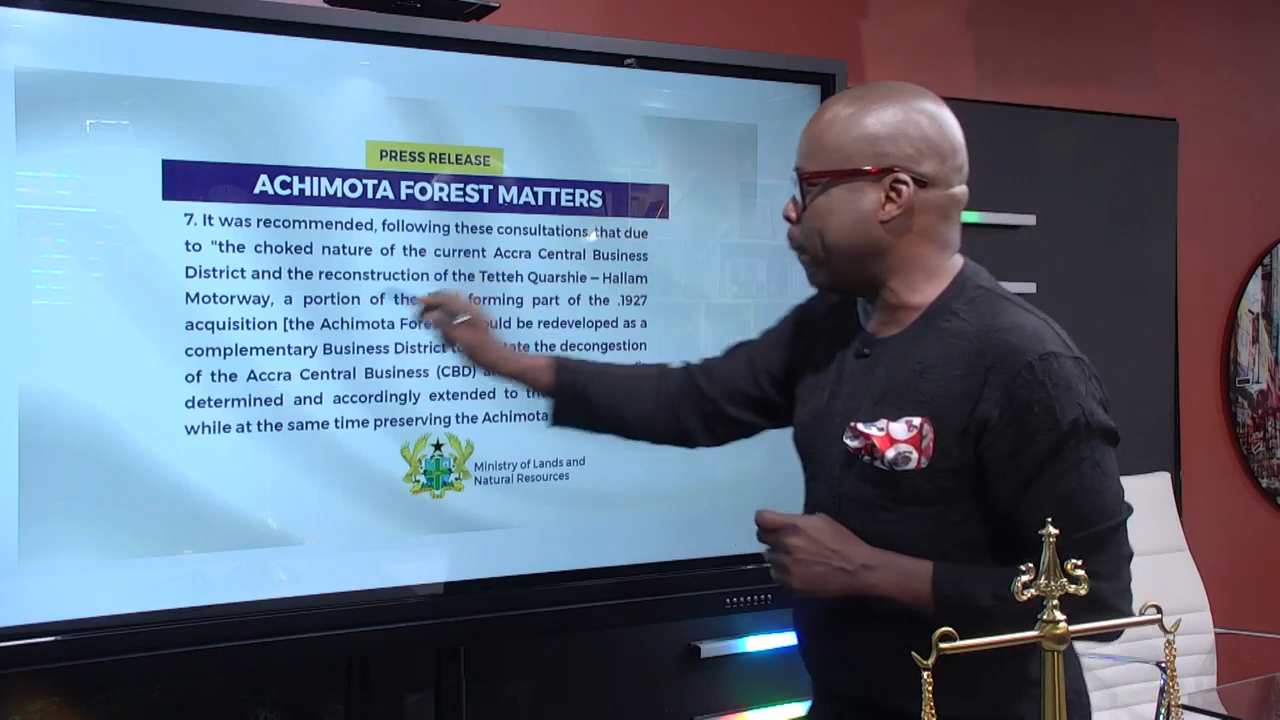 PRESS RELEASE
ACHIMOTA FOREST MATTERS
7. It was recommended, following these consultations, that due
to "the choked nature of the current Accra Central Business
District and the reconstruction of the Tetteh Quarshie – Hallam
Motorway, a portion of the forming part of the ,1927
acquisition [the Achimota be redeveloped as a
complementary Business District the decongestion
of the Accra Central Business (CBD)
determined and accordingly extended to
while at the same time preserving the Achimota
Ministry of Lands and
Natural Resources